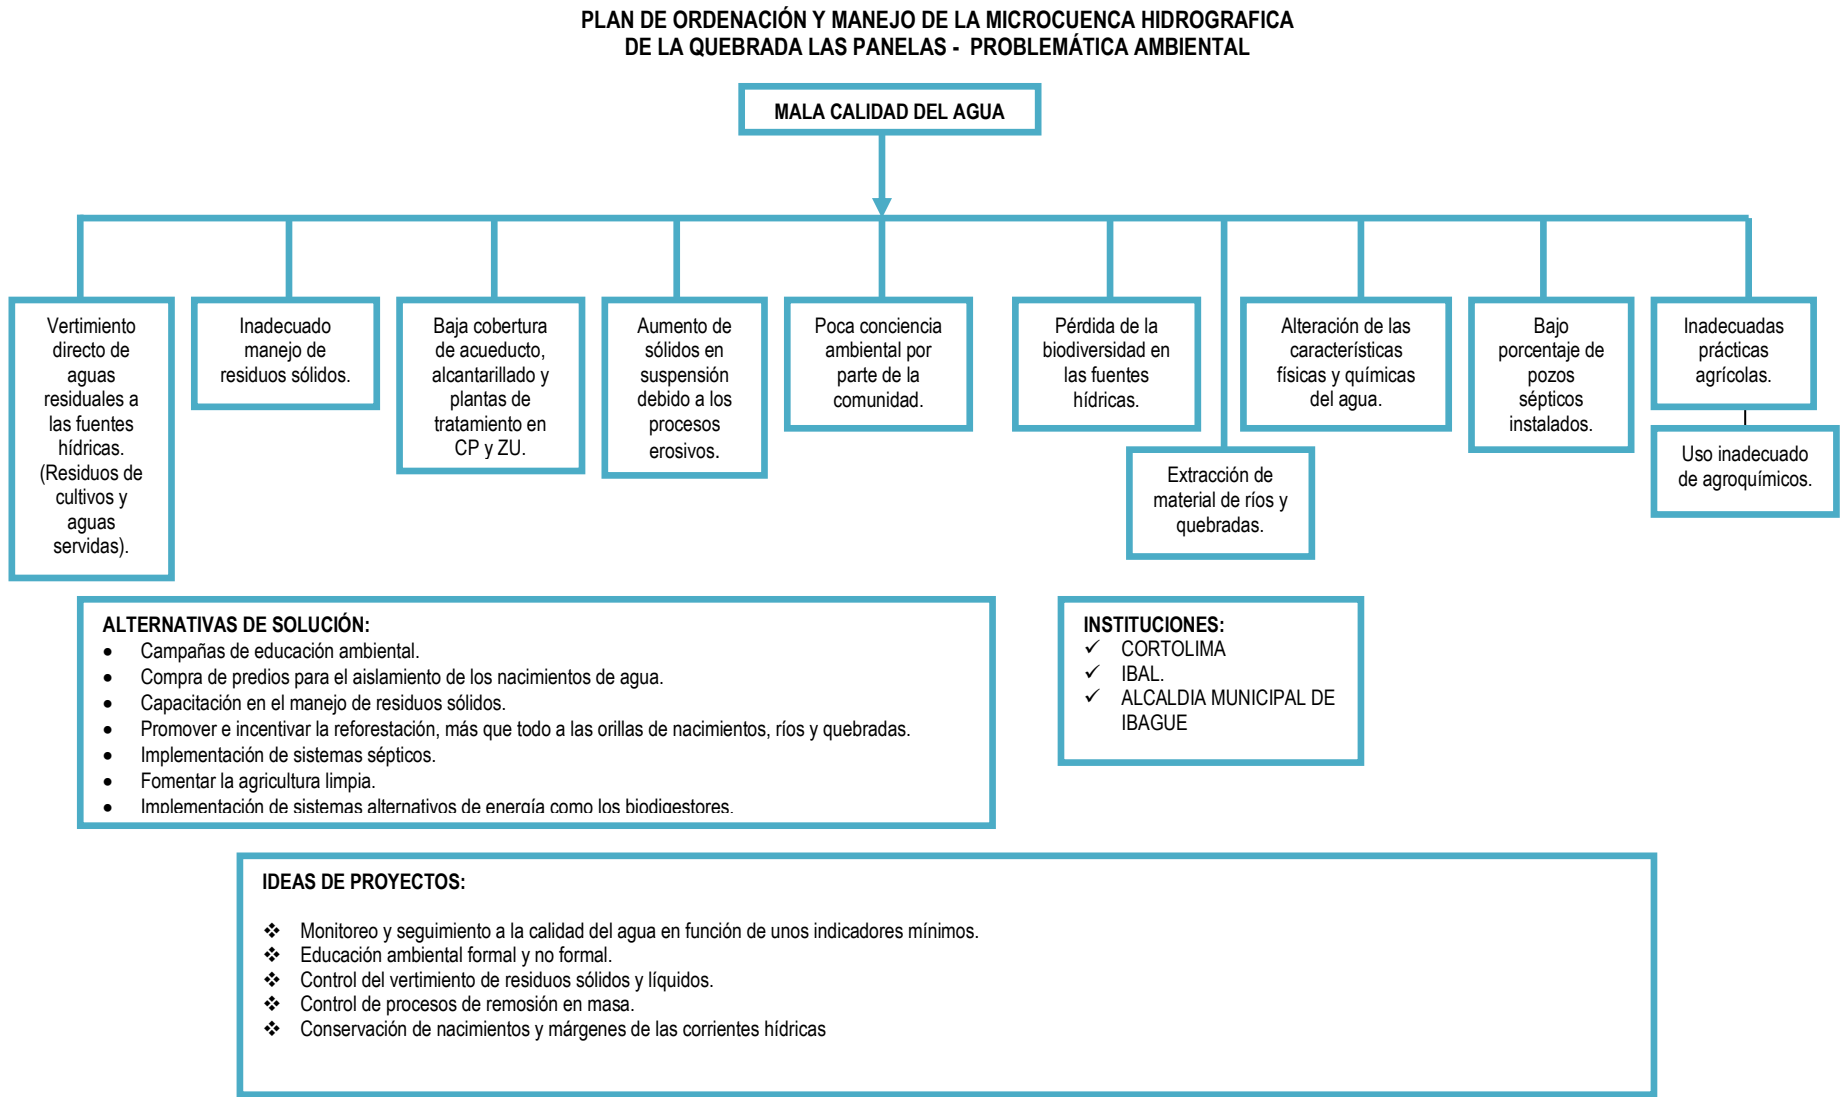 PLAN DE ORDENACIÓN Y MANEJO DE LA MICROCUENCA HIDROGRAFICA
DE LA QUEBRADA LAS PANELAS - PROBLEMÁTICA AMBIENTAL
MALA CALIDAD DEL AGUA
Vertimiento
directo de
aguas
residuales a
las fuentes
hídricas.
(Residuos de
cultivos y
aguas
servidas).
Inadecuado
manejo de
residuos sólidos.
Baja cobertura
de acueducto,
alcantarillado y
plantas de
tratamiento en
CP y ZU.
Aumento de
sólidos en
suspensión
debido a los
procesos
erosivos.
Poca conciencia
ambiental por
parte de la
comunidad.
Pérdida de la
biodiversidad en
las fuentes
hídricas.
Extracción de
material de ríos y
quebradas.
Alteración de las
características
físicas y químicas
del agua.
Bajo
porcentaje de
pozos
sépticos
instalados.
Inadecuadas
prácticas
agrícolas.
Uso inadecuado
de agroquímicos.
ALTERNATIVAS DE SOLUCIÓN:
• Campañas de educación ambiental.
• Compra de predios para el aislamiento de los nacimientos de agua.
• Capacitación en el manejo de residuos sólidos.
• Promover e incentivar la reforestación, más que todo a las orillas de nacimientos, ríos y quebradas.
• Implementación de sistemas sépticos.
• Fomentar la agricultura limpia.
• Implementación de sistemas alternativos de energía como los biodigestores.
INSTITUCIONES:
✓ CORTOLIMA
✓ IBAL.
✓ ALCALDIA MUNICIPAL DE
IBAGUE
IDEAS DE PROYECTOS:
❖ Monitoreo y seguimiento a la calidad del agua en función de unos indicadores mínimos.
❖ Educación ambiental formal y no formal.
❖ Control del vertimiento de residuos sólidos y líquidos.
❖ Control de procesos de remosión en masa.
❖ Conservación de nacimientos y márgenes de las corrientes hídricas